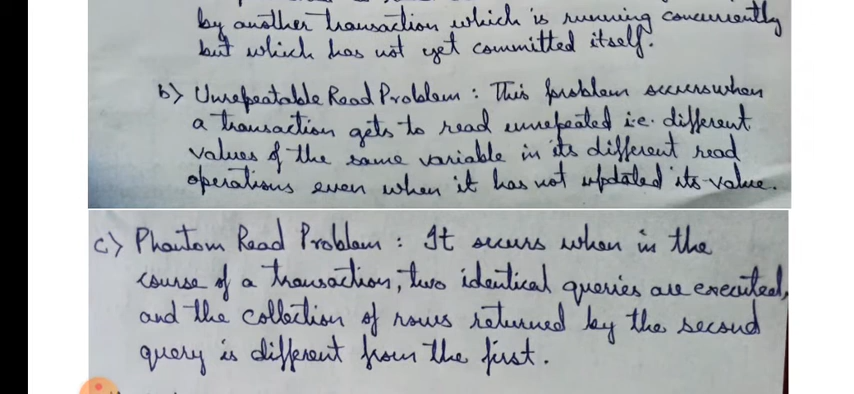 by another transaction which is running concurrently
but which has not yet committed itself.
b) Unrepeatable Read Problem : This problem occurs when
a transaction gets to read unrepeated i.e. different
values of the same variable in its different read
operations even when it has not updated its value.
c) Phantom Read Problem : It occurs when in the
course of a transaction, two identical queries are executed,
and the collection of rows returned by the second
query is different from the first.